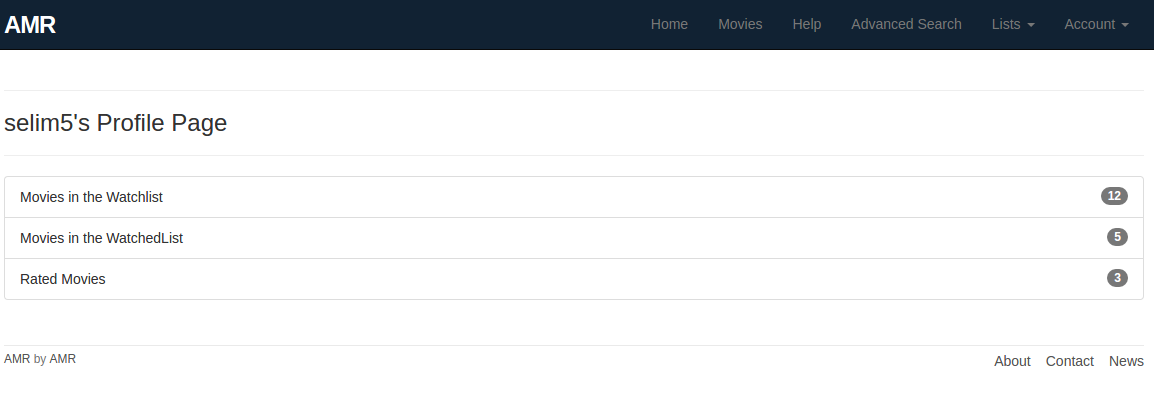 AMR Home Movies Help Advanced Search Lists Account
selim5's Profile Page
Movies in the Watchlist 12
Movies in the WatchedList 5
Rated Movies 3
AMR by AMR About Contact News